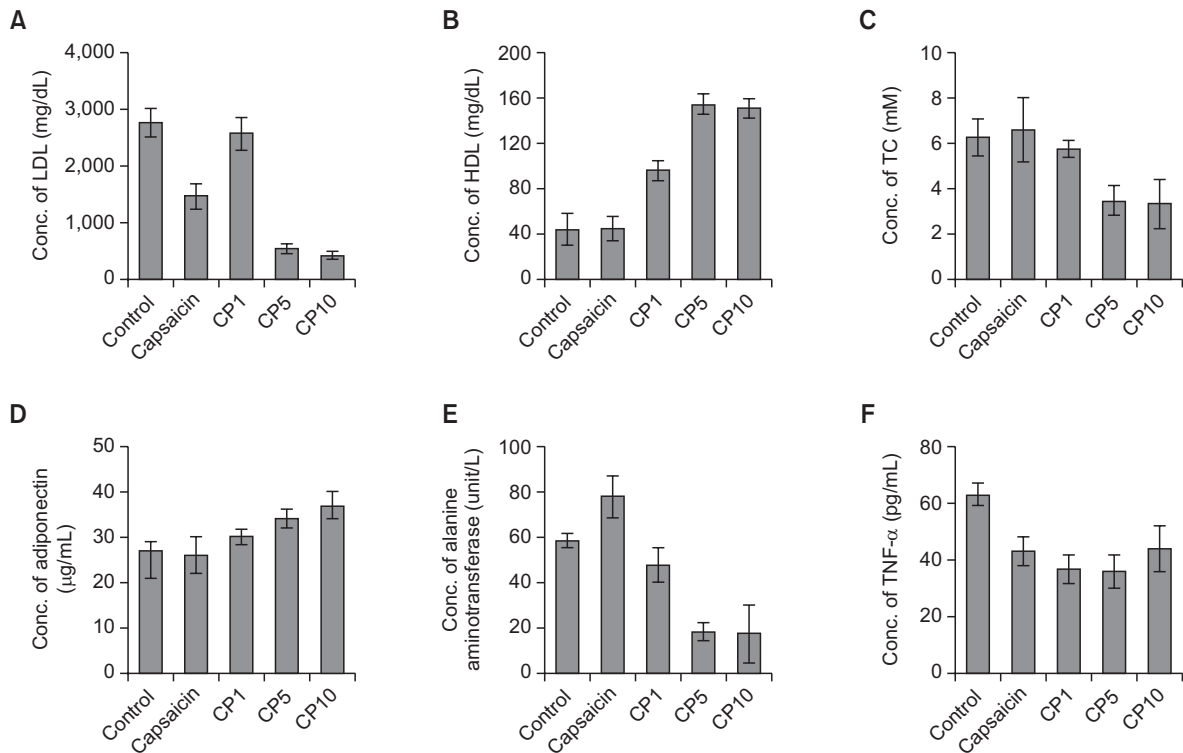 A
Conc. of LDL (mg/dL)
4,000
3,000
2,000
1,000
0
Control
Capsaicin
CP1
CP5
CP10
B
Conc. of HDL (mg/dL)
200
160
120
80
40
0
Control
Capsaicin
CP1
CP5
CP10
C
Conc. of TC (mM)
10
8
6
4
2
0
Control
Capsaicin
CP1
CP5
CP10
D
Conc. of adiponectin
(μg/mL)
50
40
30
20
10
0
Control
Capsaicin
CP1
CP5
CP10
E
Conc. of alanine
aminotransferase (unit/L)
100
80
60
40
20
0
Control
Capsaicin
CP1
CP5
CP10
F
Conc. of TNF-α (pg/mL)
80
60
40
20
0
Control
Capsaicin
CP1
CP5
CP10